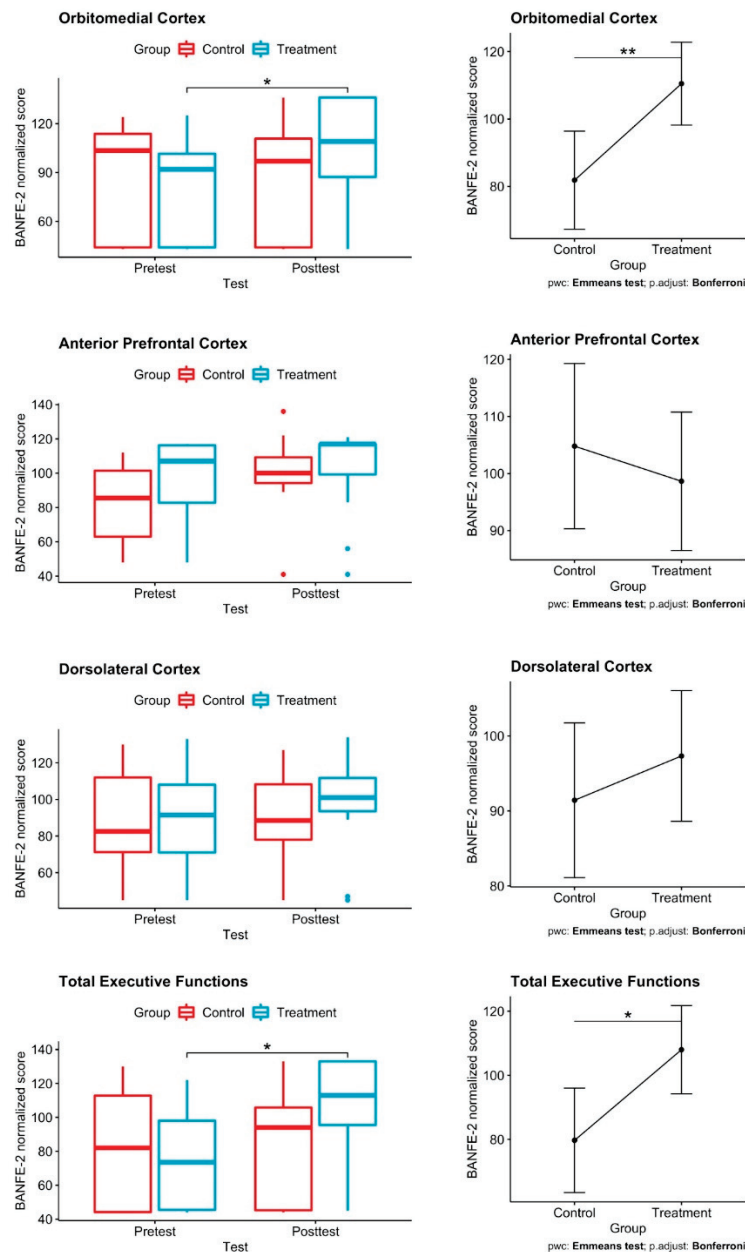 Orbitomedial Cortex
Group Control Treatment
*
BANFE-2 normalized score
120
90
60
Pretest Posttest
Test
Orbitomedial Cortex
**
BANFE-2 normalized score
120
100
80
Control Treatment
Group
pwc: Emmeans test; p.adjust: Bonferroni
Anterior Prefrontal Cortex
Group Control Treatment
BANFE-2 normalized score
140
120
100
80
60
40
Pretest Posttest
Test
Anterior Prefrontal Cortex
BANFE-2 normalized score
120
110
100
90
Control Treatment
Group
pwc: Emmeans test; p.adjust: Bonferroni
Dorsolateral Cortex
Group Control Treatment
BANFE-2 normalized score
120
100
80
60
Pretest Posttest
Test
Dorsolateral Cortex
BANFE-2 normalized score
100
90
80
Control Treatment
Group
pwc: Emmeans test; p.adjust: Bonferroni
Total Executive Functions
Group Control Treatment
*
BANFE-2 normalized score
140
120
100
80
60
40
Pretest Posttest
Test
Total Executive Functions
*
BANFE-2 normalized score
120
100
80
Control Treatment
Group
pwc: Emmeans test; p.adjust: Bonferroni